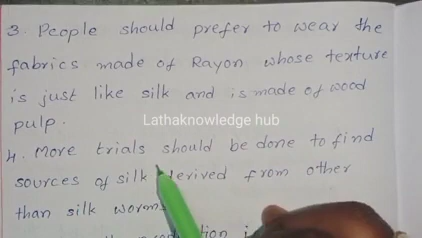 3. People should prefer to wear the
fabrics made of Rayon whose texture
is just like silk and is made of wood
pulp.
Lathaknowledge hub
4. More trials should be done to find
sources of silk derived from other
than silk worms